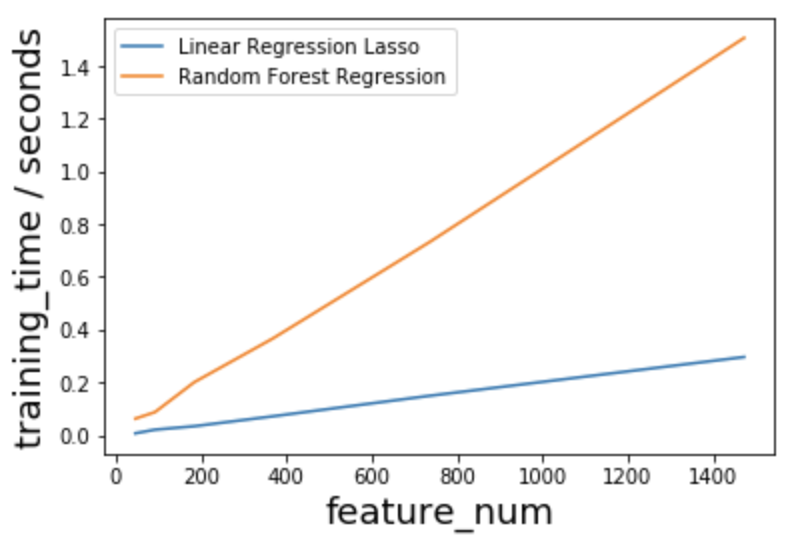 Linear Regression Lasso
Random Forest Regression
training_time / seconds
1.4
1.2
1.0
0.8
0.6
0.4
0.2
0.0
0 200 400 600 800 1000 1200 1400
feature_num